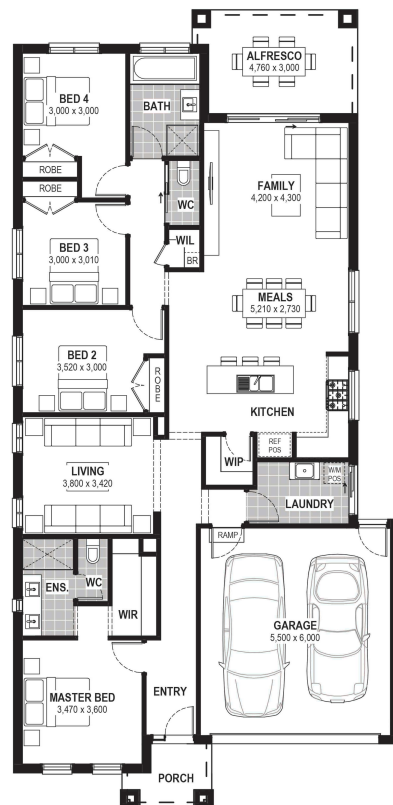 ALFRESCO
4,760 x 3,000
BED 4
3,000 x 3,000
BATH
ROBE
ROBE
WC
FAMILY
4,200 x 4,300
BED 3
3,000 x 3,010
WIL
BR
MEALS
5,210 x 2,730
BED 2
3,520 x 3,000
ROBE
KITCHEN
REF
POS
WIP
LIVING
3,800 x 3,420
W/M
POS
LAUNDRY
RAMP
ENS.
WC
WIR
GARAGE
5,500 x 6,000
MASTER BED
3,470 x 3,600
ENTRY
PORCH